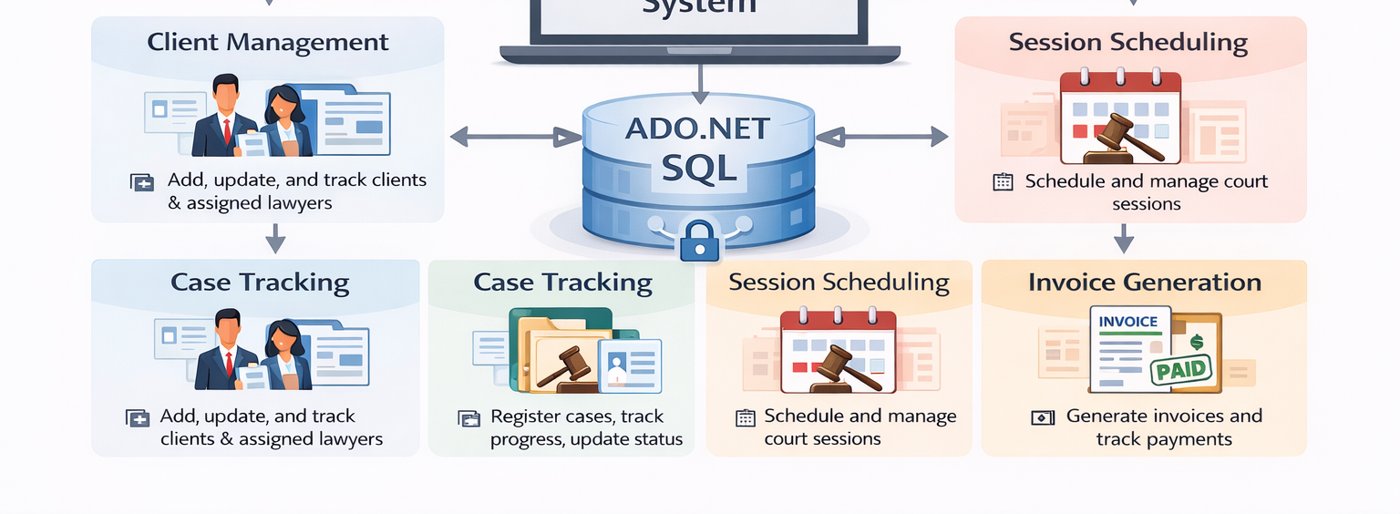 System
Client Management
Add, update, and track clients
& assigned lawyers
ADO.NET
SQL
Session Scheduling
Schedule and manage court
sessions
Case Tracking
Add, update, and track
clients & assigned lawyers
Case Tracking
Register cases, track
progress, update status
Session Scheduling
Schedule and manage
court sessions
Invoice Generation
INVOICE
$
PAID
Generate invoices and
track payments